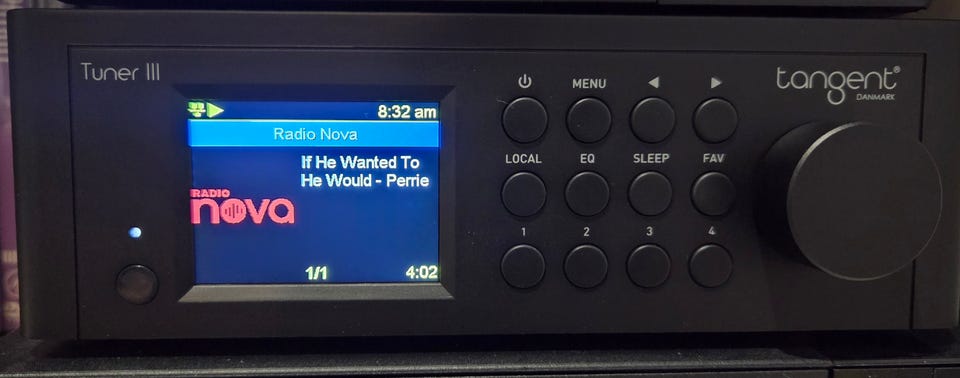 Tuner III
8:32 am
Radio Nova
If He Wanted To
He Would - Perrie
RADIO
nova
1/1
4:02
MENU
LOCAL EQ SLEEP FAV
1 2 3 4
tangent®
DANMARK